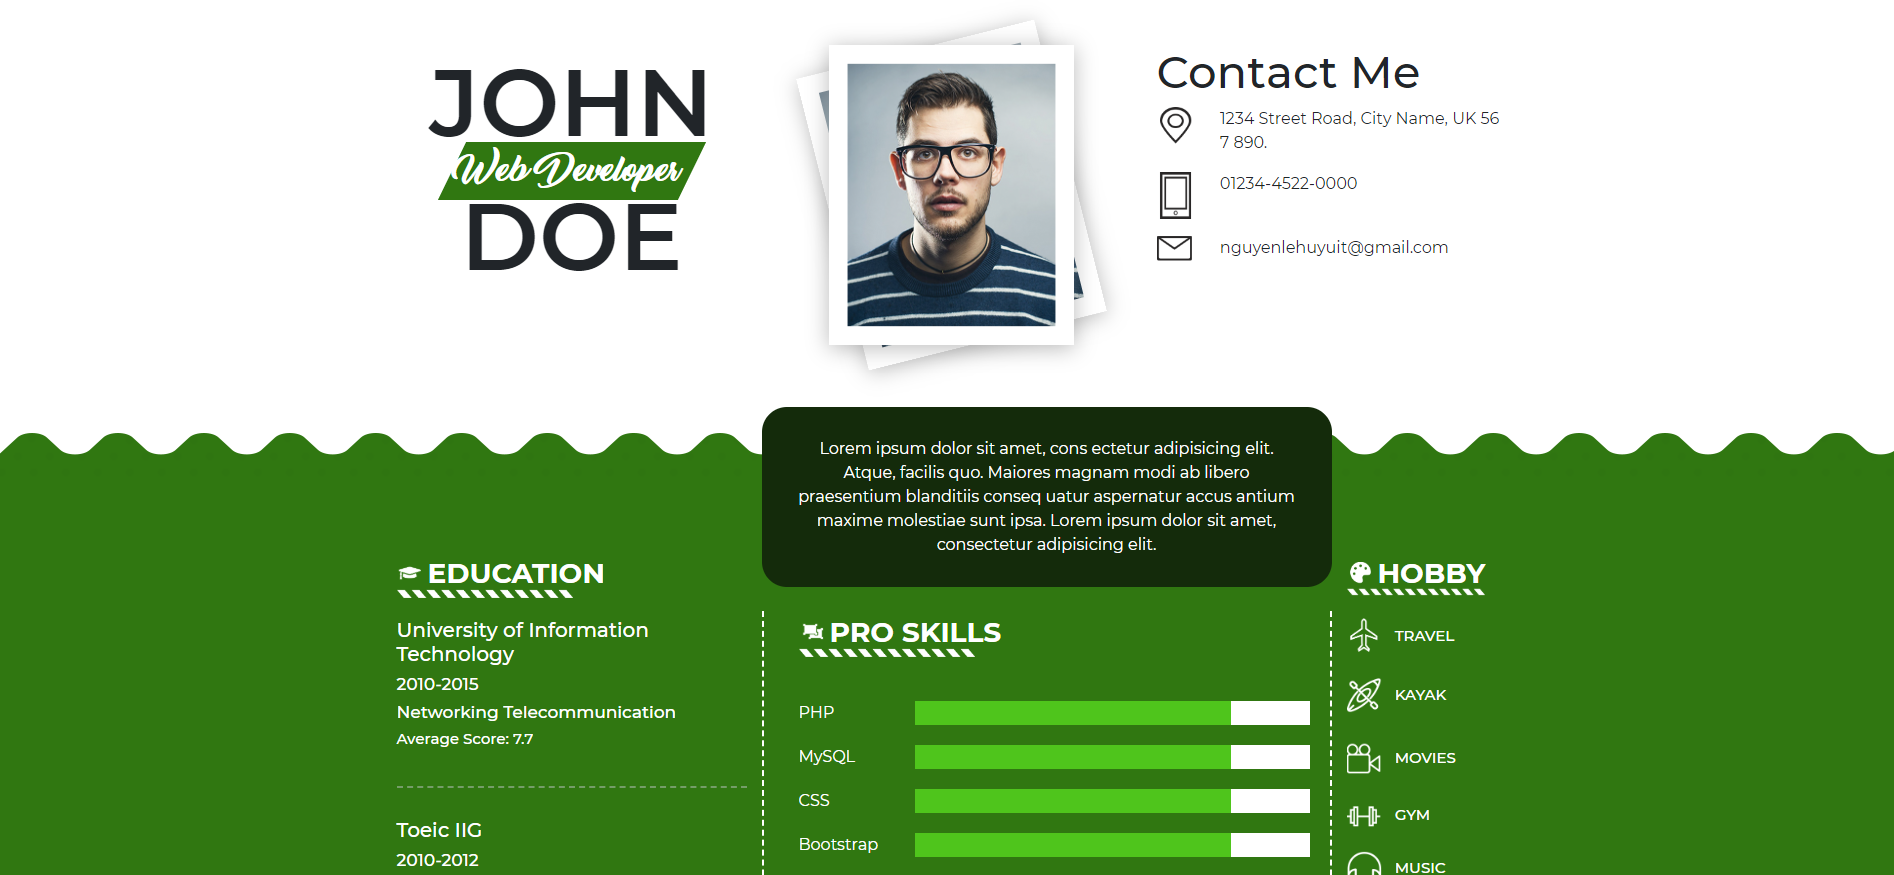 JOHN
Web Developer
DOE
Contact Me
1234 Street Road, City Name, UK 56
7 890.
01234-4522-0000
nguyenlehuyuit@gmail.com
Lorem ipsum dolor sit amet, cons ectetur adipisicing elit.
Atque, facilis quo. Maiores magnam modi ab libero
praesentium blanditiis conseq uatur aspernatur accus antium
maxime molestiae sunt ipsa. Lorem ipsum dolor sit amet,
consectetur adipisicing elit.
EDUCATION
University of Information
Technology
2010-2015
Networking Telecommunication
Average Score: 7.7
Toeic IIG
2010-2012
PRO SKILLS
PHP
MySQL
CSS
Bootstrap
HOBBY
TRAVEL
KAYAK
MOVIES
GYM
MUSIC